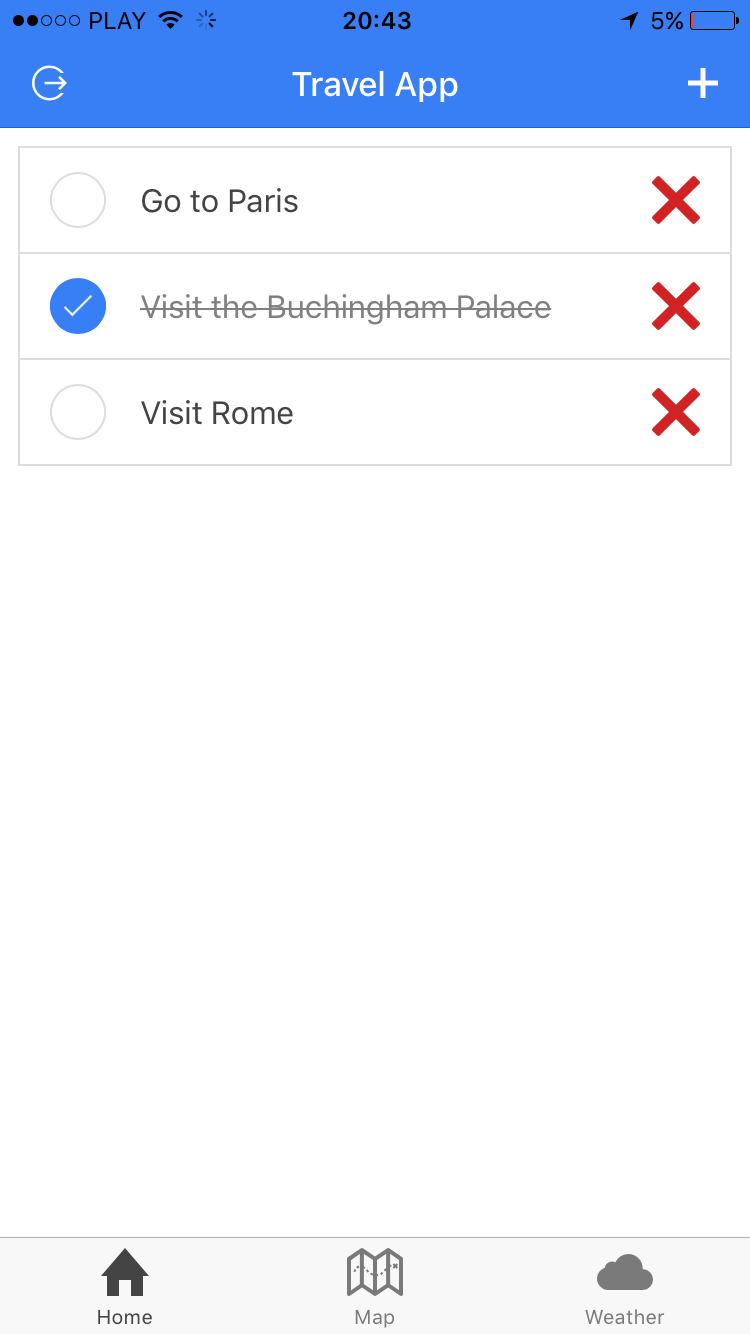 PLAY 20:43 5%
Travel App
Go to Paris
Visit the Buchingham Palace
Visit Rome
Home Map Weather